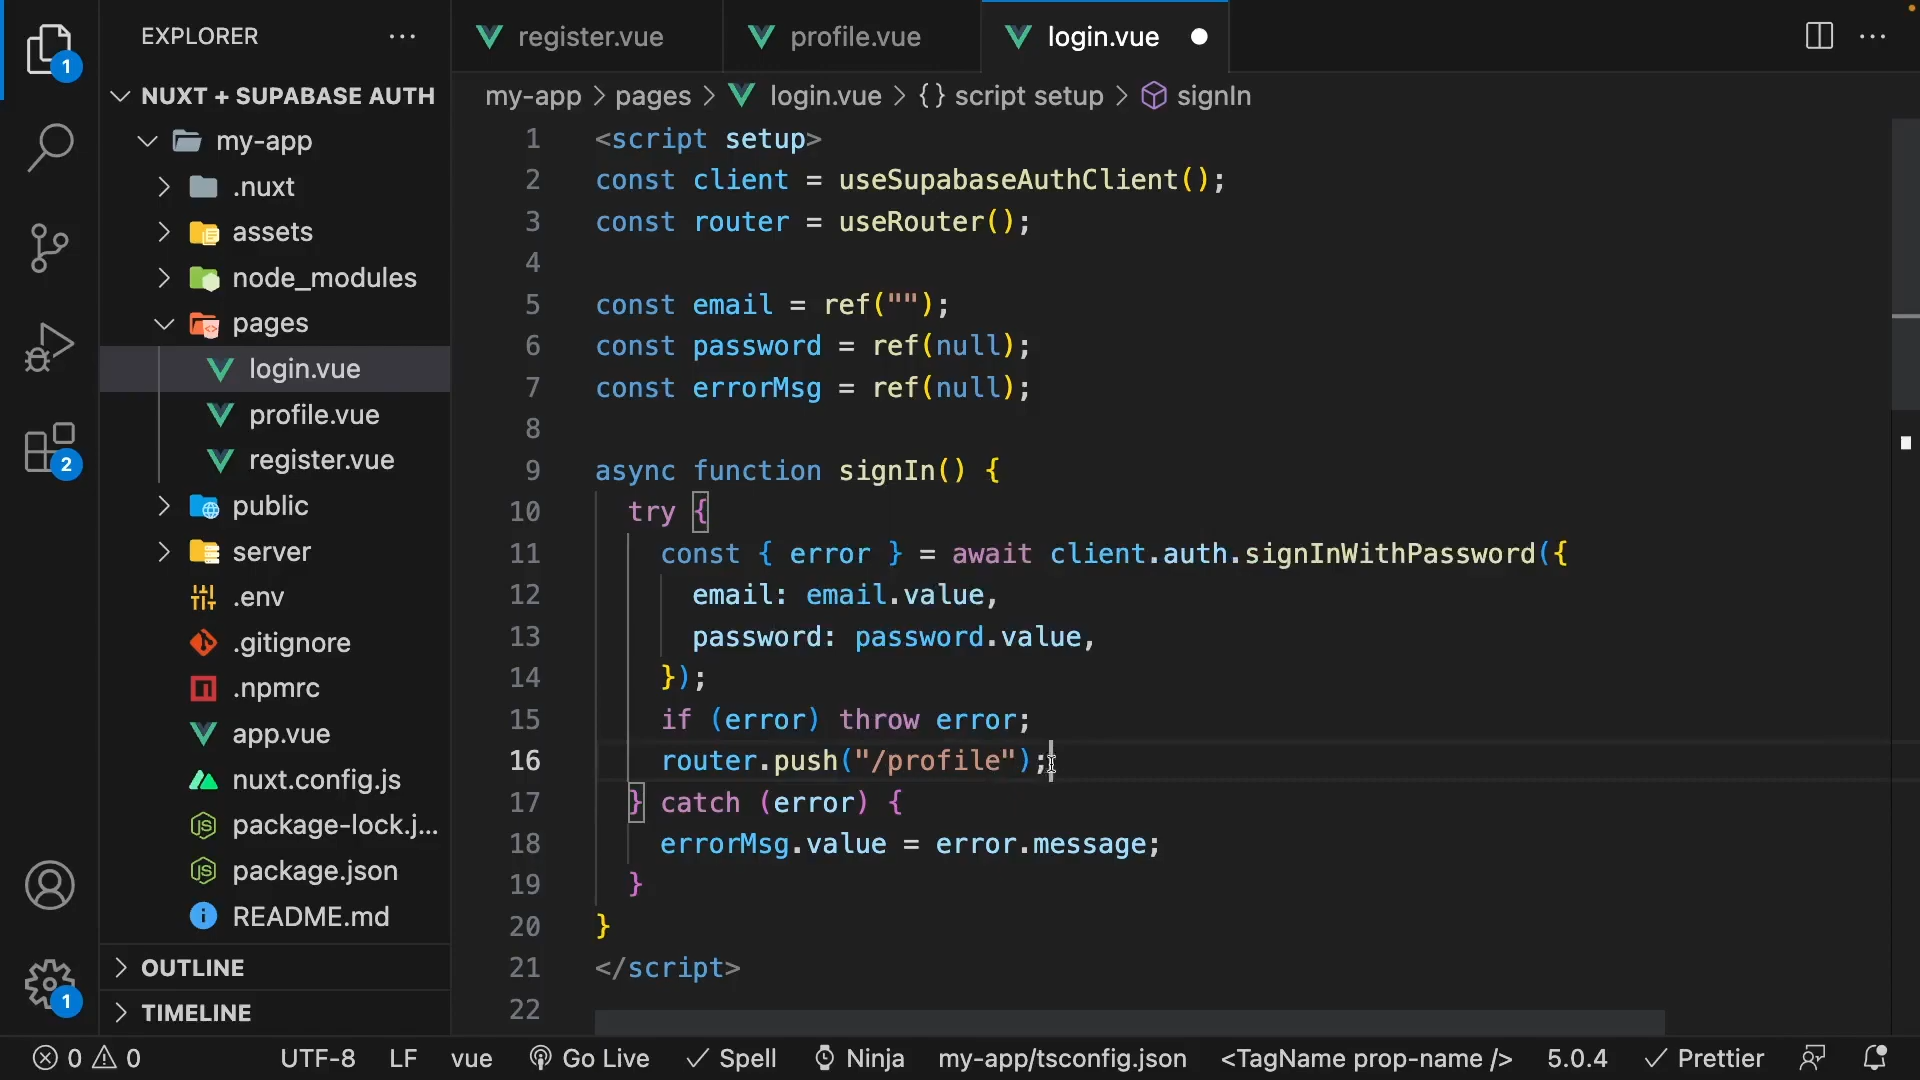 EXPLORER
register.vue
profile.vue
login.vue
NUXT + SUPABASE AUTH
my-app
.nuxt
assets
node_modules
pages
login.vue
profile.vue
register.vue
public
server
.env
.gitignore
.npmrc
app.vue
nuxt.config.js
package-lock.j...
package.json
README.md
OUTLINE
TIMELINE
1
2
1
my-app > pages > login.vue > {} script setup > signIn
1 <script setup>
2 const client = useSupabaseAuthClient();
3 const router = useRouter();
4
5 const email = ref("");
6 const password = ref(null);
7 const errorMsg = ref(null);
8
9 async function signIn() {
10 try {
11 const { error } = await client.auth.signInWithPassword({
12 email: email.value,
13 password: password.value,
14 });
15 if (error) throw error;
16 router.push("/profile");
17 } catch (error) {
18 errorMsg.value = error.message;
19 }
20 }
21 </script>
22
0 0 UTF-8 LF vue Go Live Spell Ninja my-app/tsconfig.json <TagName prop-name /> 5.0.4 Prettier